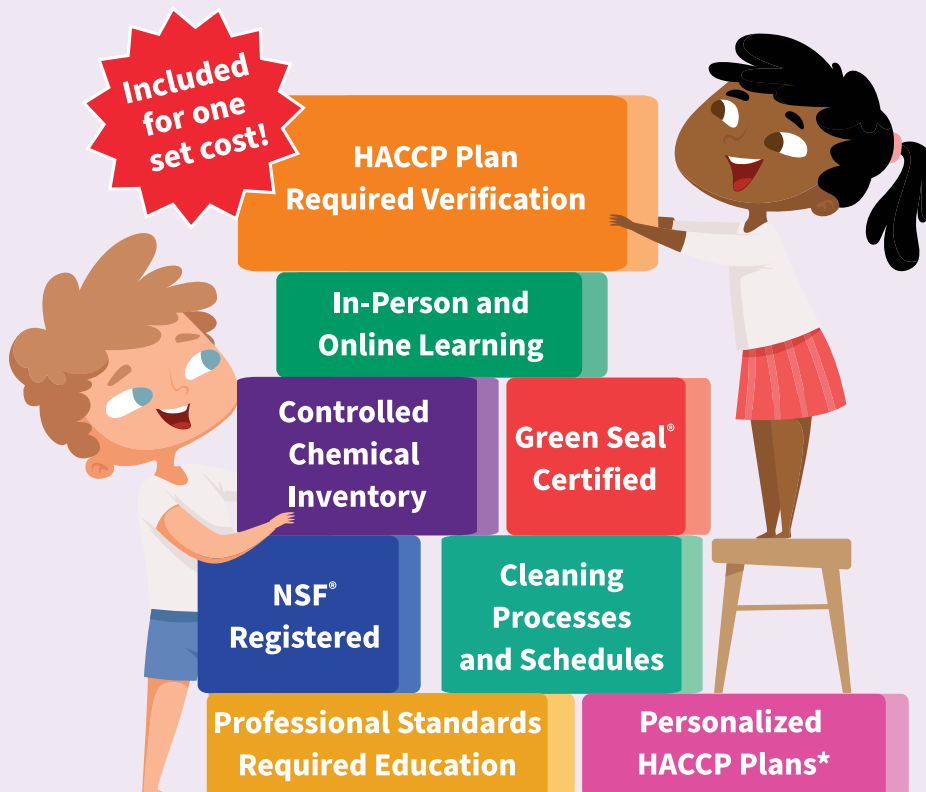 Included
for one
set cost!
HACCP Plan
Required Verification
In-Person and
Online Learning
Controlled
Chemical
Inventory
Green Seal®
Certified
NSF®
Registered
Cleaning
Processes
and Schedules
Professional Standards
Required Education
Personalized
HACCP Plans*